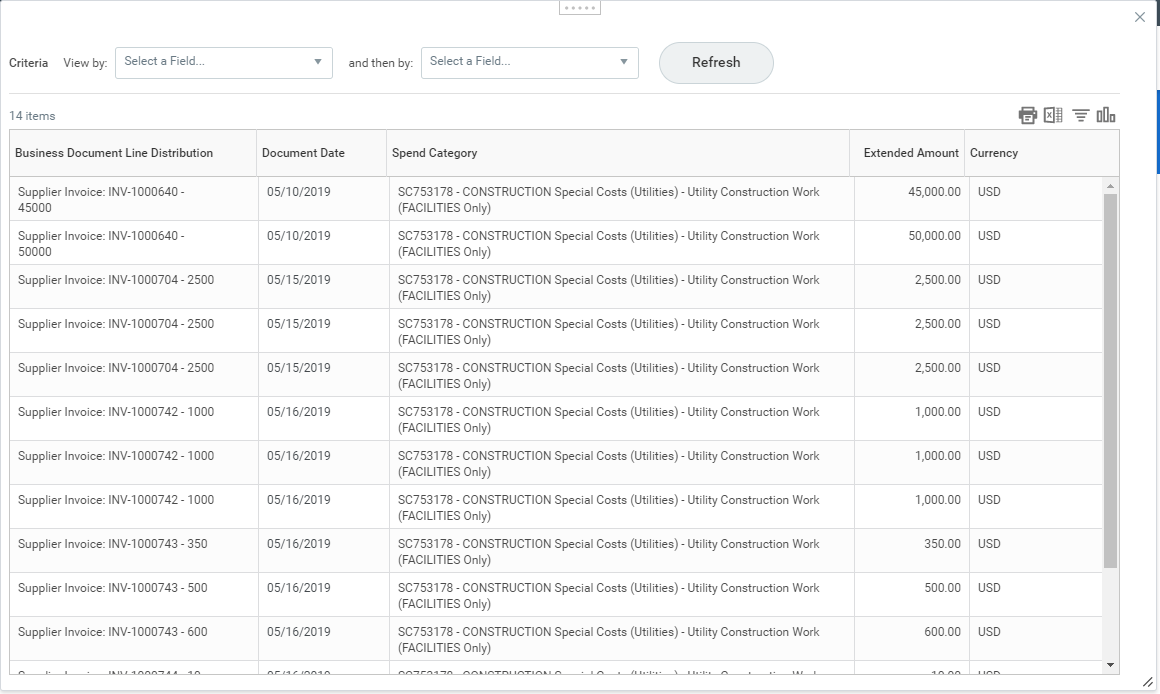 Criteria View by: Select a Field... and then by: Select a Field... Refresh
14 items
Business Document Line Distribution Document Date Spend Category Extended Amount Currency
Supplier Invoice: INV-1000640 - 05/10/2019 SC753178 - CONSTRUCTION Special Costs (Utilities) - Utility Construction Work 45,000.00 USD
45000 (FACILITIES Only)
Supplier Invoice: INV-1000640 - 05/10/2019 SC753178 - CONSTRUCTION Special Costs (Utilities) - Utility Construction Work 50,000.00 USD
50000 (FACILITIES Only)
Supplier Invoice: INV-1000704 - 2500 05/15/2019 SC753178 - CONSTRUCTION Special Costs (Utilities) - Utility Construction Work 2,500.00 USD
(FACILITIES Only)
Supplier Invoice: INV-1000704 - 2500 05/15/2019 SC753178 - CONSTRUCTION Special Costs (Utilities) - Utility Construction Work 2,500.00 USD
(FACILITIES Only)
Supplier Invoice: INV-1000704 - 2500 05/15/2019 SC753178 - CONSTRUCTION Special Costs (Utilities) - Utility Construction Work 2,500.00 USD
(FACILITIES Only)
Supplier Invoice: INV-1000742 - 1000 05/16/2019 SC753178 - CONSTRUCTION Special Costs (Utilities) - Utility Construction Work 1,000.00 USD
(FACILITIES Only)
Supplier Invoice: INV-1000742 - 1000 05/16/2019 SC753178 - CONSTRUCTION Special Costs (Utilities) - Utility Construction Work 1,000.00 USD
(FACILITIES Only)
Supplier Invoice: INV-1000742 - 1000 05/16/2019 SC753178 - CONSTRUCTION Special Costs (Utilities) - Utility Construction Work 1,000.00 USD
(FACILITIES Only)
Supplier Invoice: INV-1000743 - 350 05/16/2019 SC753178 - CONSTRUCTION Special Costs (Utilities) - Utility Construction Work 350.00 USD
(FACILITIES Only)
Supplier Invoice: INV-1000743 - 500 05/16/2019 SC753178 - CONSTRUCTION Special Costs (Utilities) - Utility Construction Work 500.00 USD
(FACILITIES Only)
Supplier Invoice: INV-1000743 - 600 05/16/2019 SC753178 - CONSTRUCTION Special Costs (Utilities) - Utility Construction Work 600.00 USD
(FACILITIES Only)